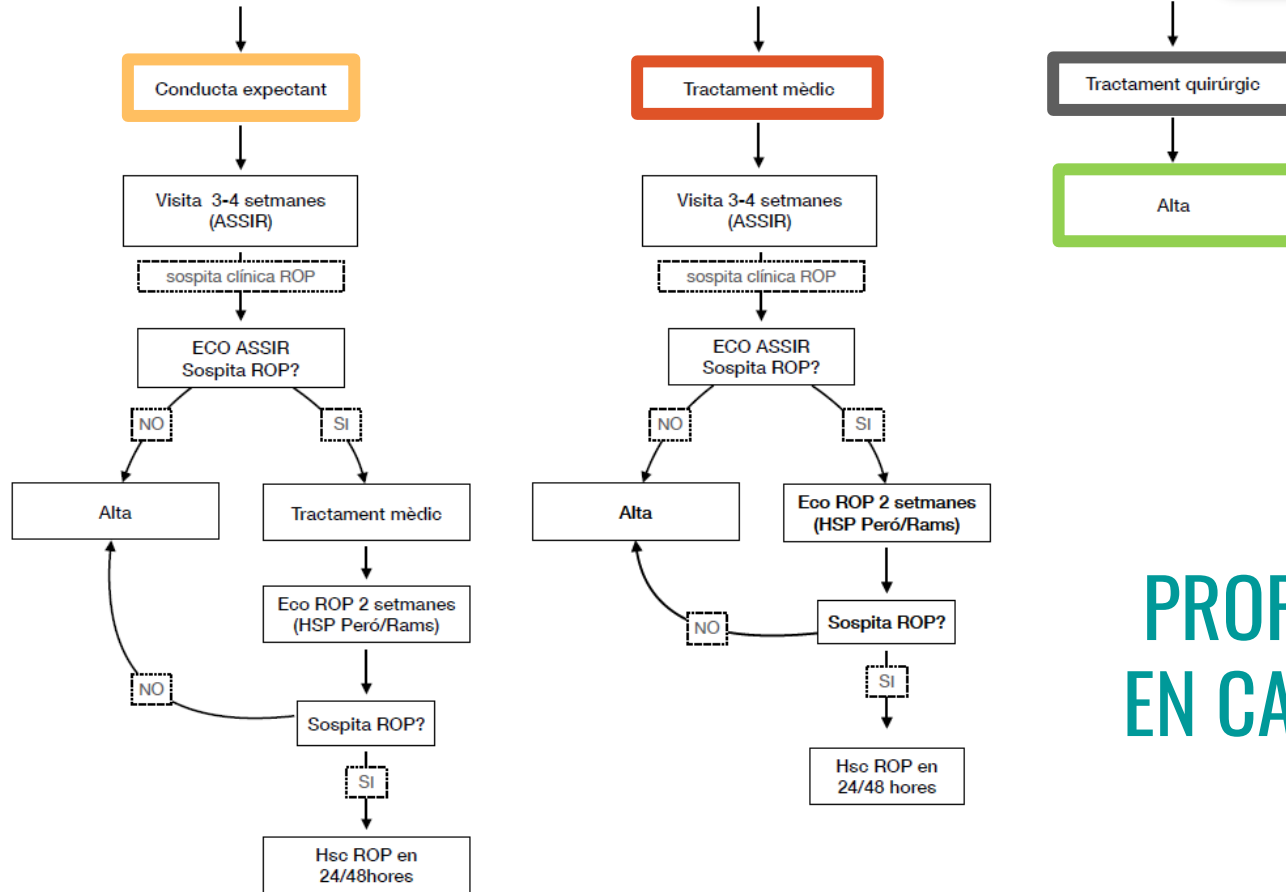 Conducta expectant
Visita 3-4 setmanes
(ASSIR)
sospita clínica ROP
ECO ASSIR
Sospita ROP?
NO
SI
Alta
Tractament mèdic
Eco ROP 2 setmanes
(HSP Peró/Rams)
NO
Sospita ROP?
SI
Hsc ROP en
24/48hores
Tractament mèdic
Visita 3-4 setmanes
(ASSIR)
sospita clínica ROP
ECO ASSIR
Sospita ROP?
NO
SI
Alta
Eco ROP 2 setmanes
(HSP Peró/Rams)
NO
Sospita ROP?
SI
Hsc ROP en
24/48 hores
Tractament quirúrgic
Alta
EN